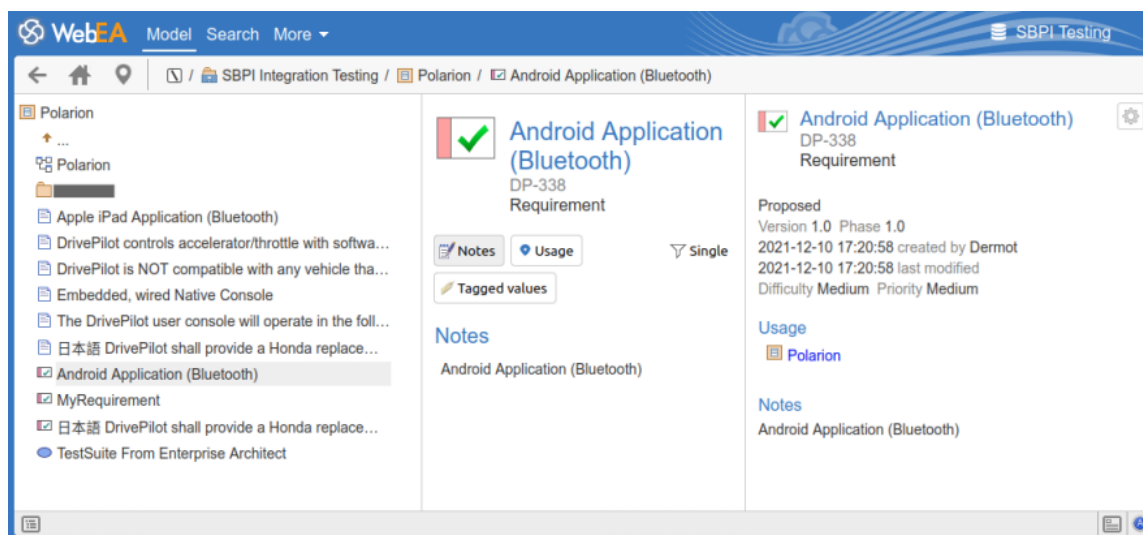 WebEA Model Search More SBPI Testing
/ SBPI Integration Testing / Polarion / Android Application (Bluetooth)
Polarion
...
Polarion
Apple iPad Application (Bluetooth)
DrivePilot controls accelerator/throttle with softwa...
DrivePilot is NOT compatible with any vehicle tha...
Embedded, wired Native Console
The DrivePilot user console will operate in the foll...
日本語 DrivePilot shall provide a Honda replace...
Android Application (Bluetooth)
MyRequirement
日本語 DrivePilot shall provide a Honda replace...
TestSuite From Enterprise Architect
Android Application
(Bluetooth)
DP-338
Requirement
Notes Usage Single
Tagged values
Notes
Android Application (Bluetooth)
Android Application (Bluetooth)
DP-338
Requirement
Proposed
Version 1.0 Phase 1.0
2021-12-10 17:20:58 created by Dermot
2021-12-10 17:20:58 last modified
Difficulty Medium Priority Medium
Usage
Polarion
Notes
Android Application (Bluetooth)